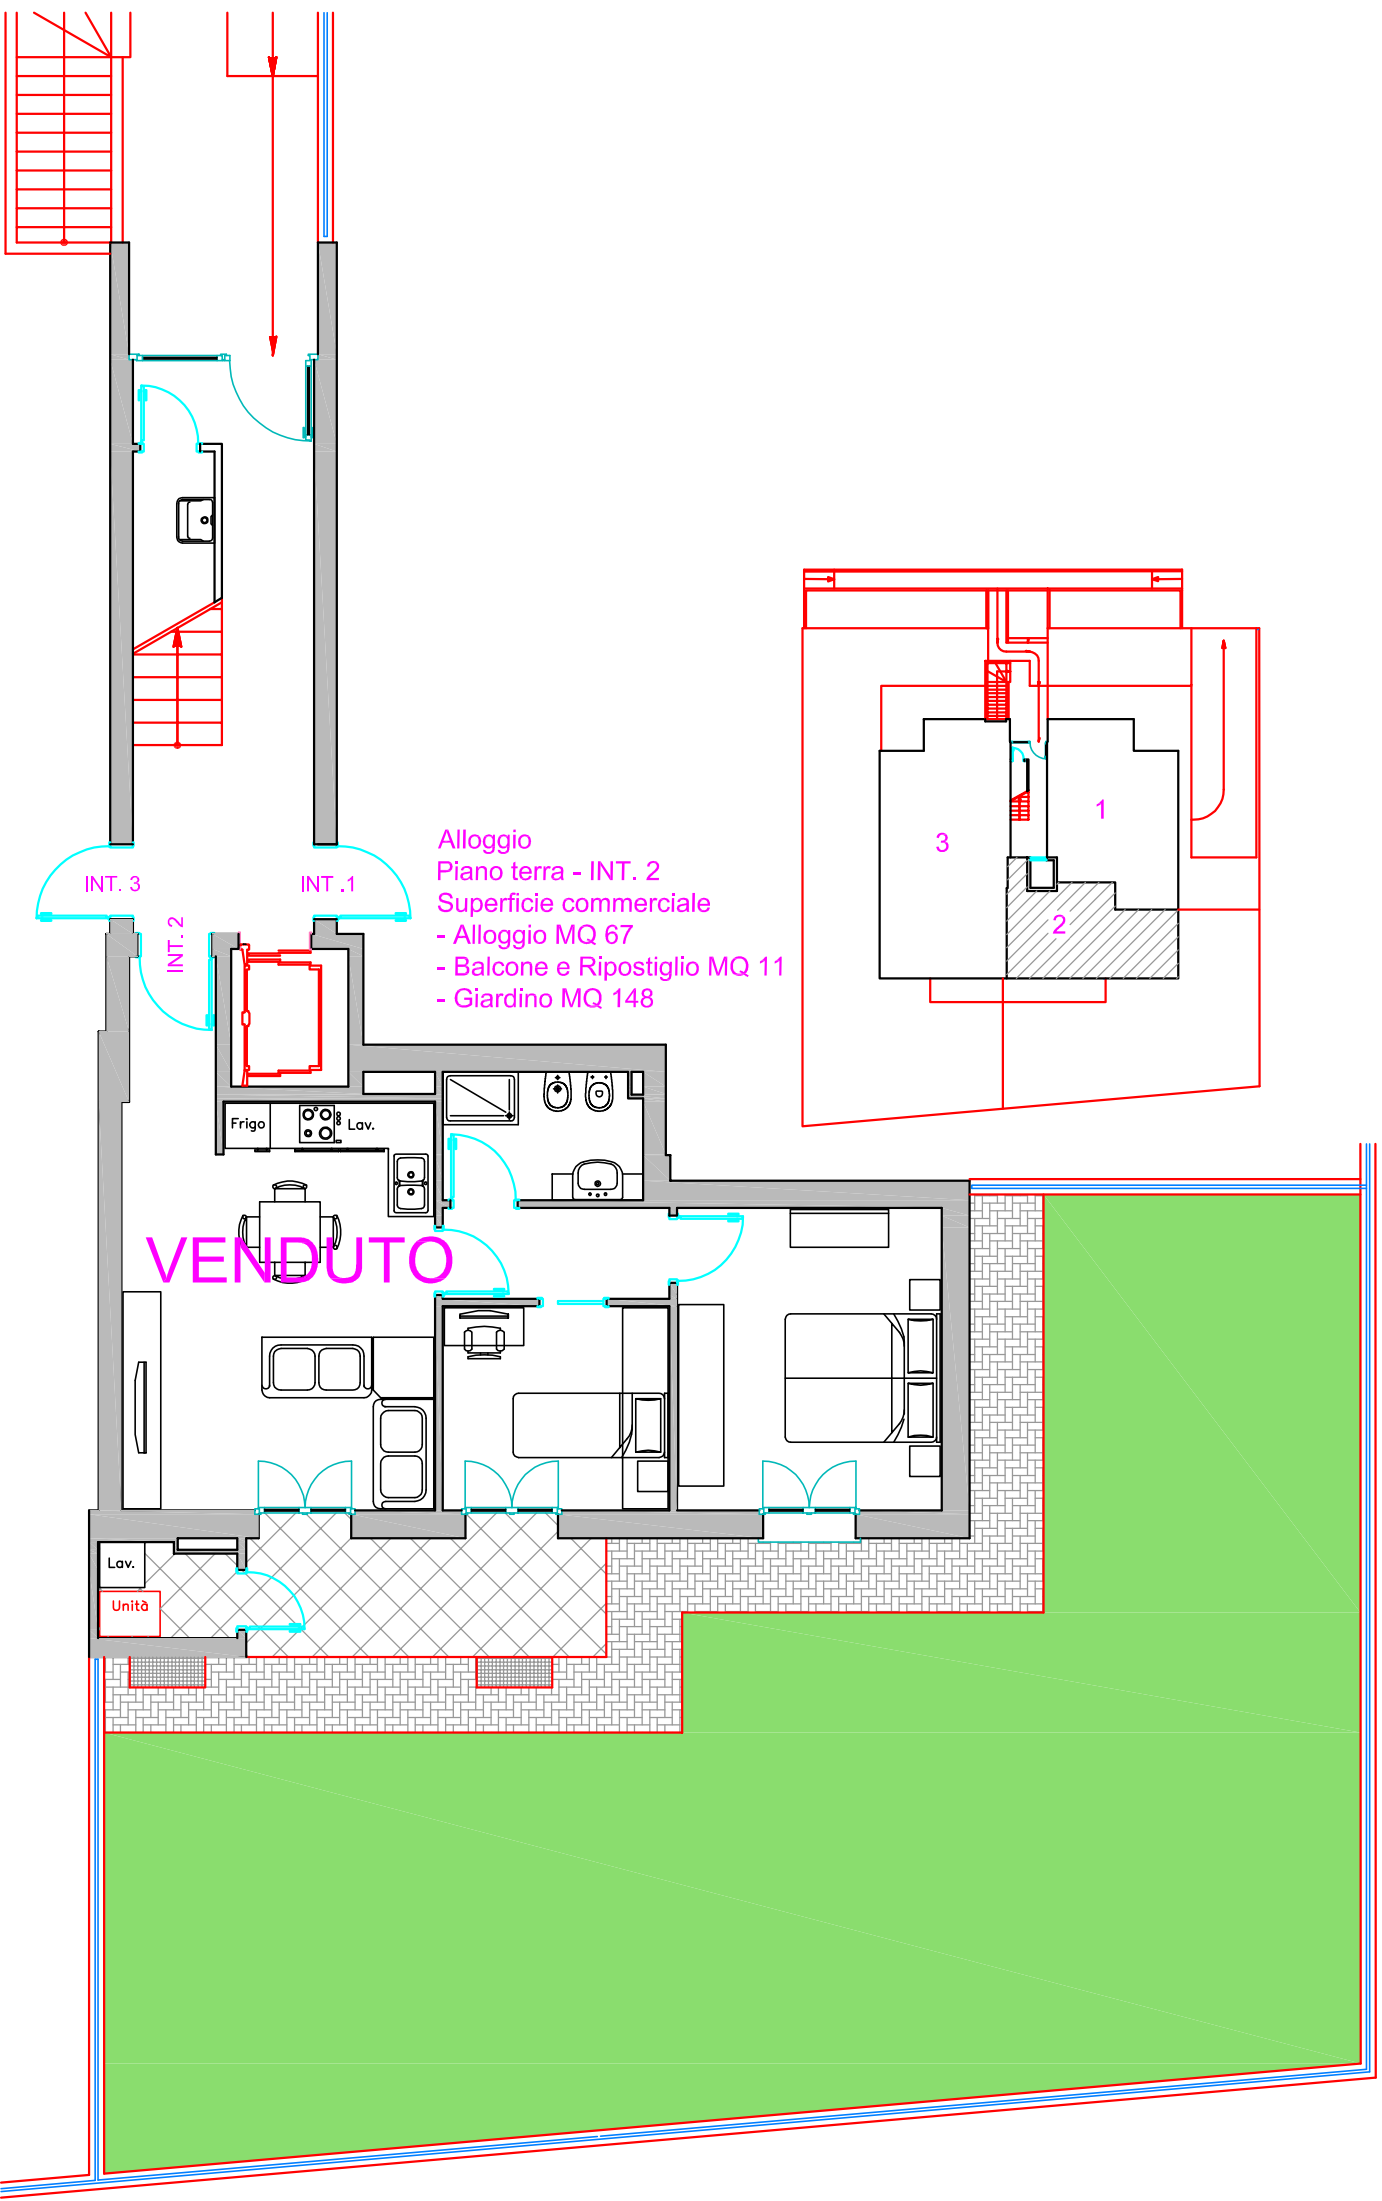 INT. 3
INT .1
INT. 2
Alloggio
Piano terra - INT. 2
Superficie commerciale
- Alloggio MQ 67
- Balcone e Ripostiglio MQ 11
- Giardino MQ 148
3
1
2
Frigo
Lav.
VENDUTO
Lav.
Unità